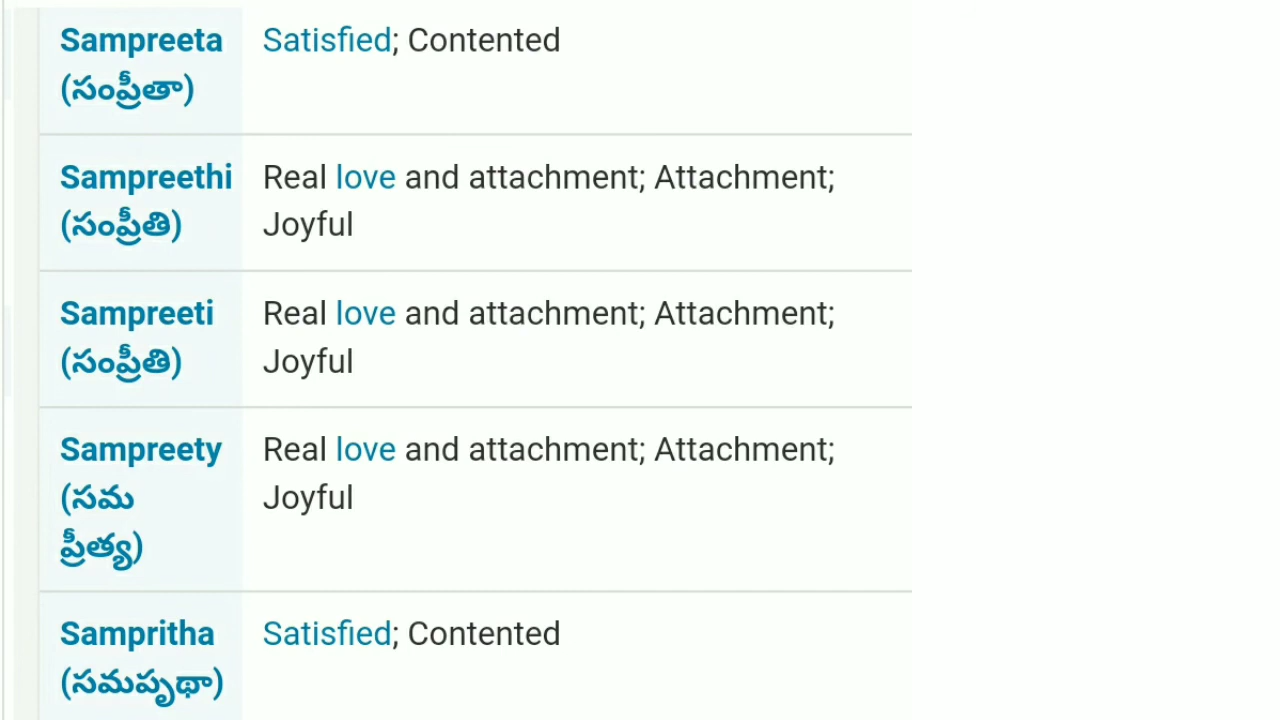 Sampreeta Satisfied; Contented
(సంప్రీతా)
Sampreethi Real love and attachment; Attachment;
(సంప్రీతి) Joyful
Sampreeti Real love and attachment; Attachment;
(సంప్రీతి) Joyful
Sampreety Real love and attachment; Attachment;
(సమ Joyful
ప్రీత్య)
Sampritha Satisfied; Contented
(సమపృథా)